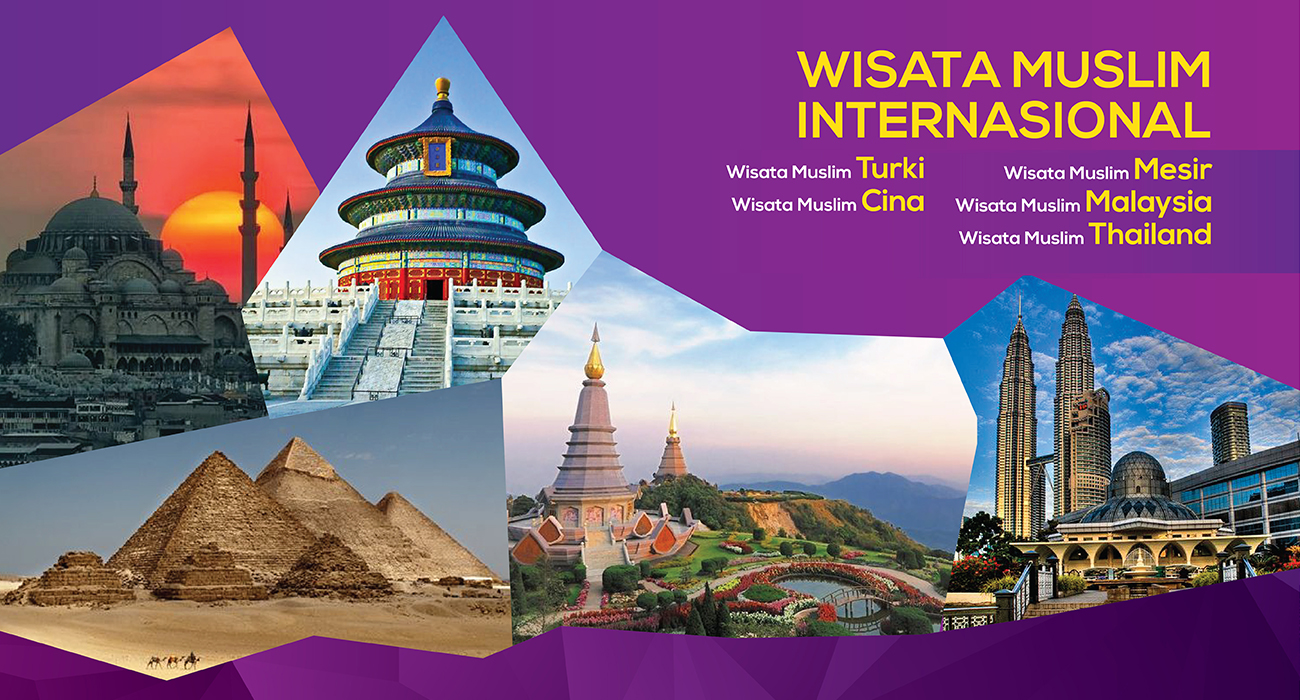 WISATA MUSLIM
INTERNASIONAL
Wisata Muslim Turki
Wisata Muslim Cina
Wisata Muslim Mesir
Wisata Muslim Malaysia
Wisata Muslim Thailand